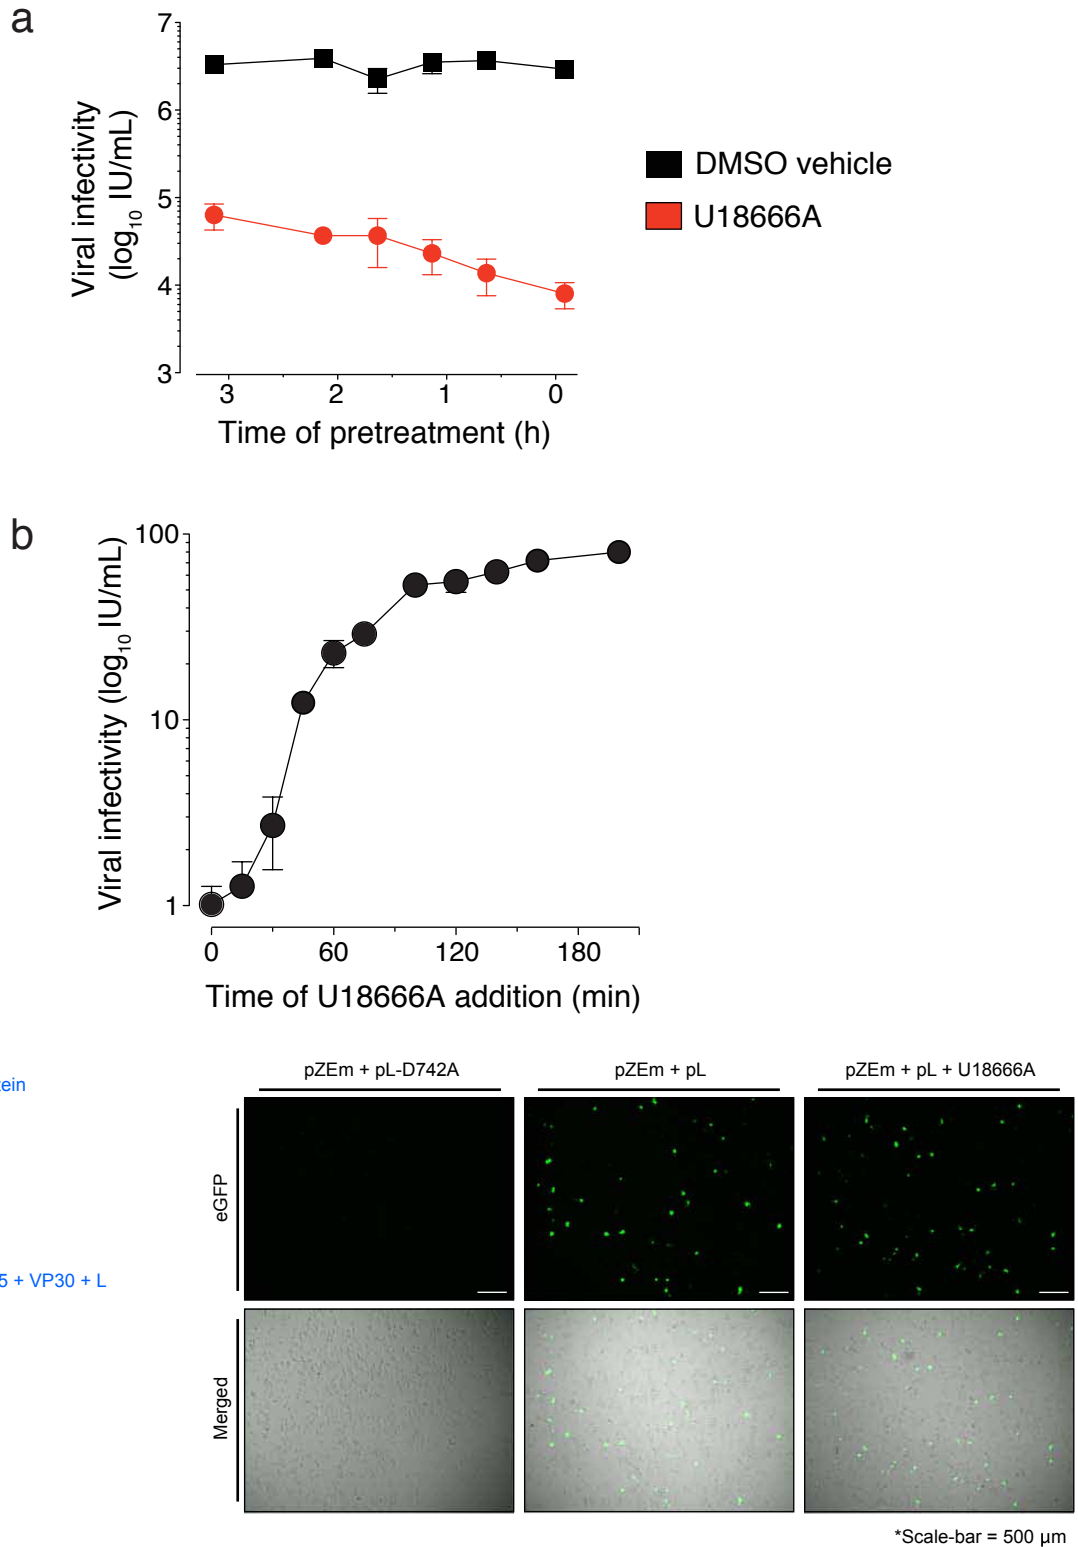 a
7
6
5
4
3
Viral infectivity
(log10 IU/mL)
3 2 1 0
Time of pretreatment (h)
DMSO vehicle
U18666A
b
100
10
1
Viral infectivity (log10 IU/mL)
0 60 120 180
Time of U18666A addition (min)
tein
5 + VP30 + L
pZEm + pL-D742A
pZEm + pL
pZEm + pL + U18666A
eGFP
Merged
*Scale-bar = 500 µm